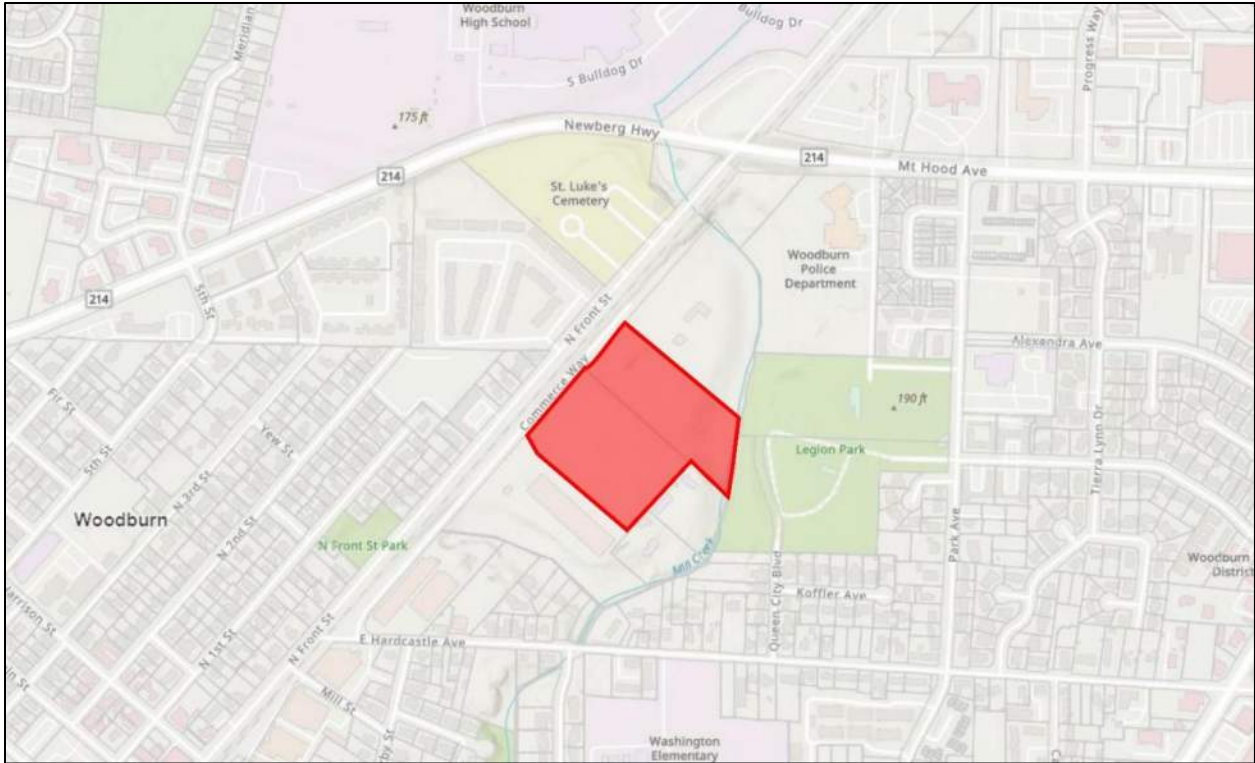 Woodburn
High School
Bulldog Dr
S Bulldog Dr
Meridian
Progress Way
175 ft
Newberg Hwy
214
214
Mt Hood Ave
St. Luke's
Cemetery
Woodburn
Police
Department
214
5th St
N Front St
Commerce Way
Alexandra Ave
190 ft
Legion Park
Tierra Lynn Dr
Fir St
5th St
Yew St
N 3rd St
N 2nd St
Woodburn
N Front St Park
Mill Creek
Park Ave
Woodburn
District
Queen City Blvd
Koffler Ave
Harrison St
N 1st St
N Front St
E Hardcastle Ave
Mill St
Washington
Elementary